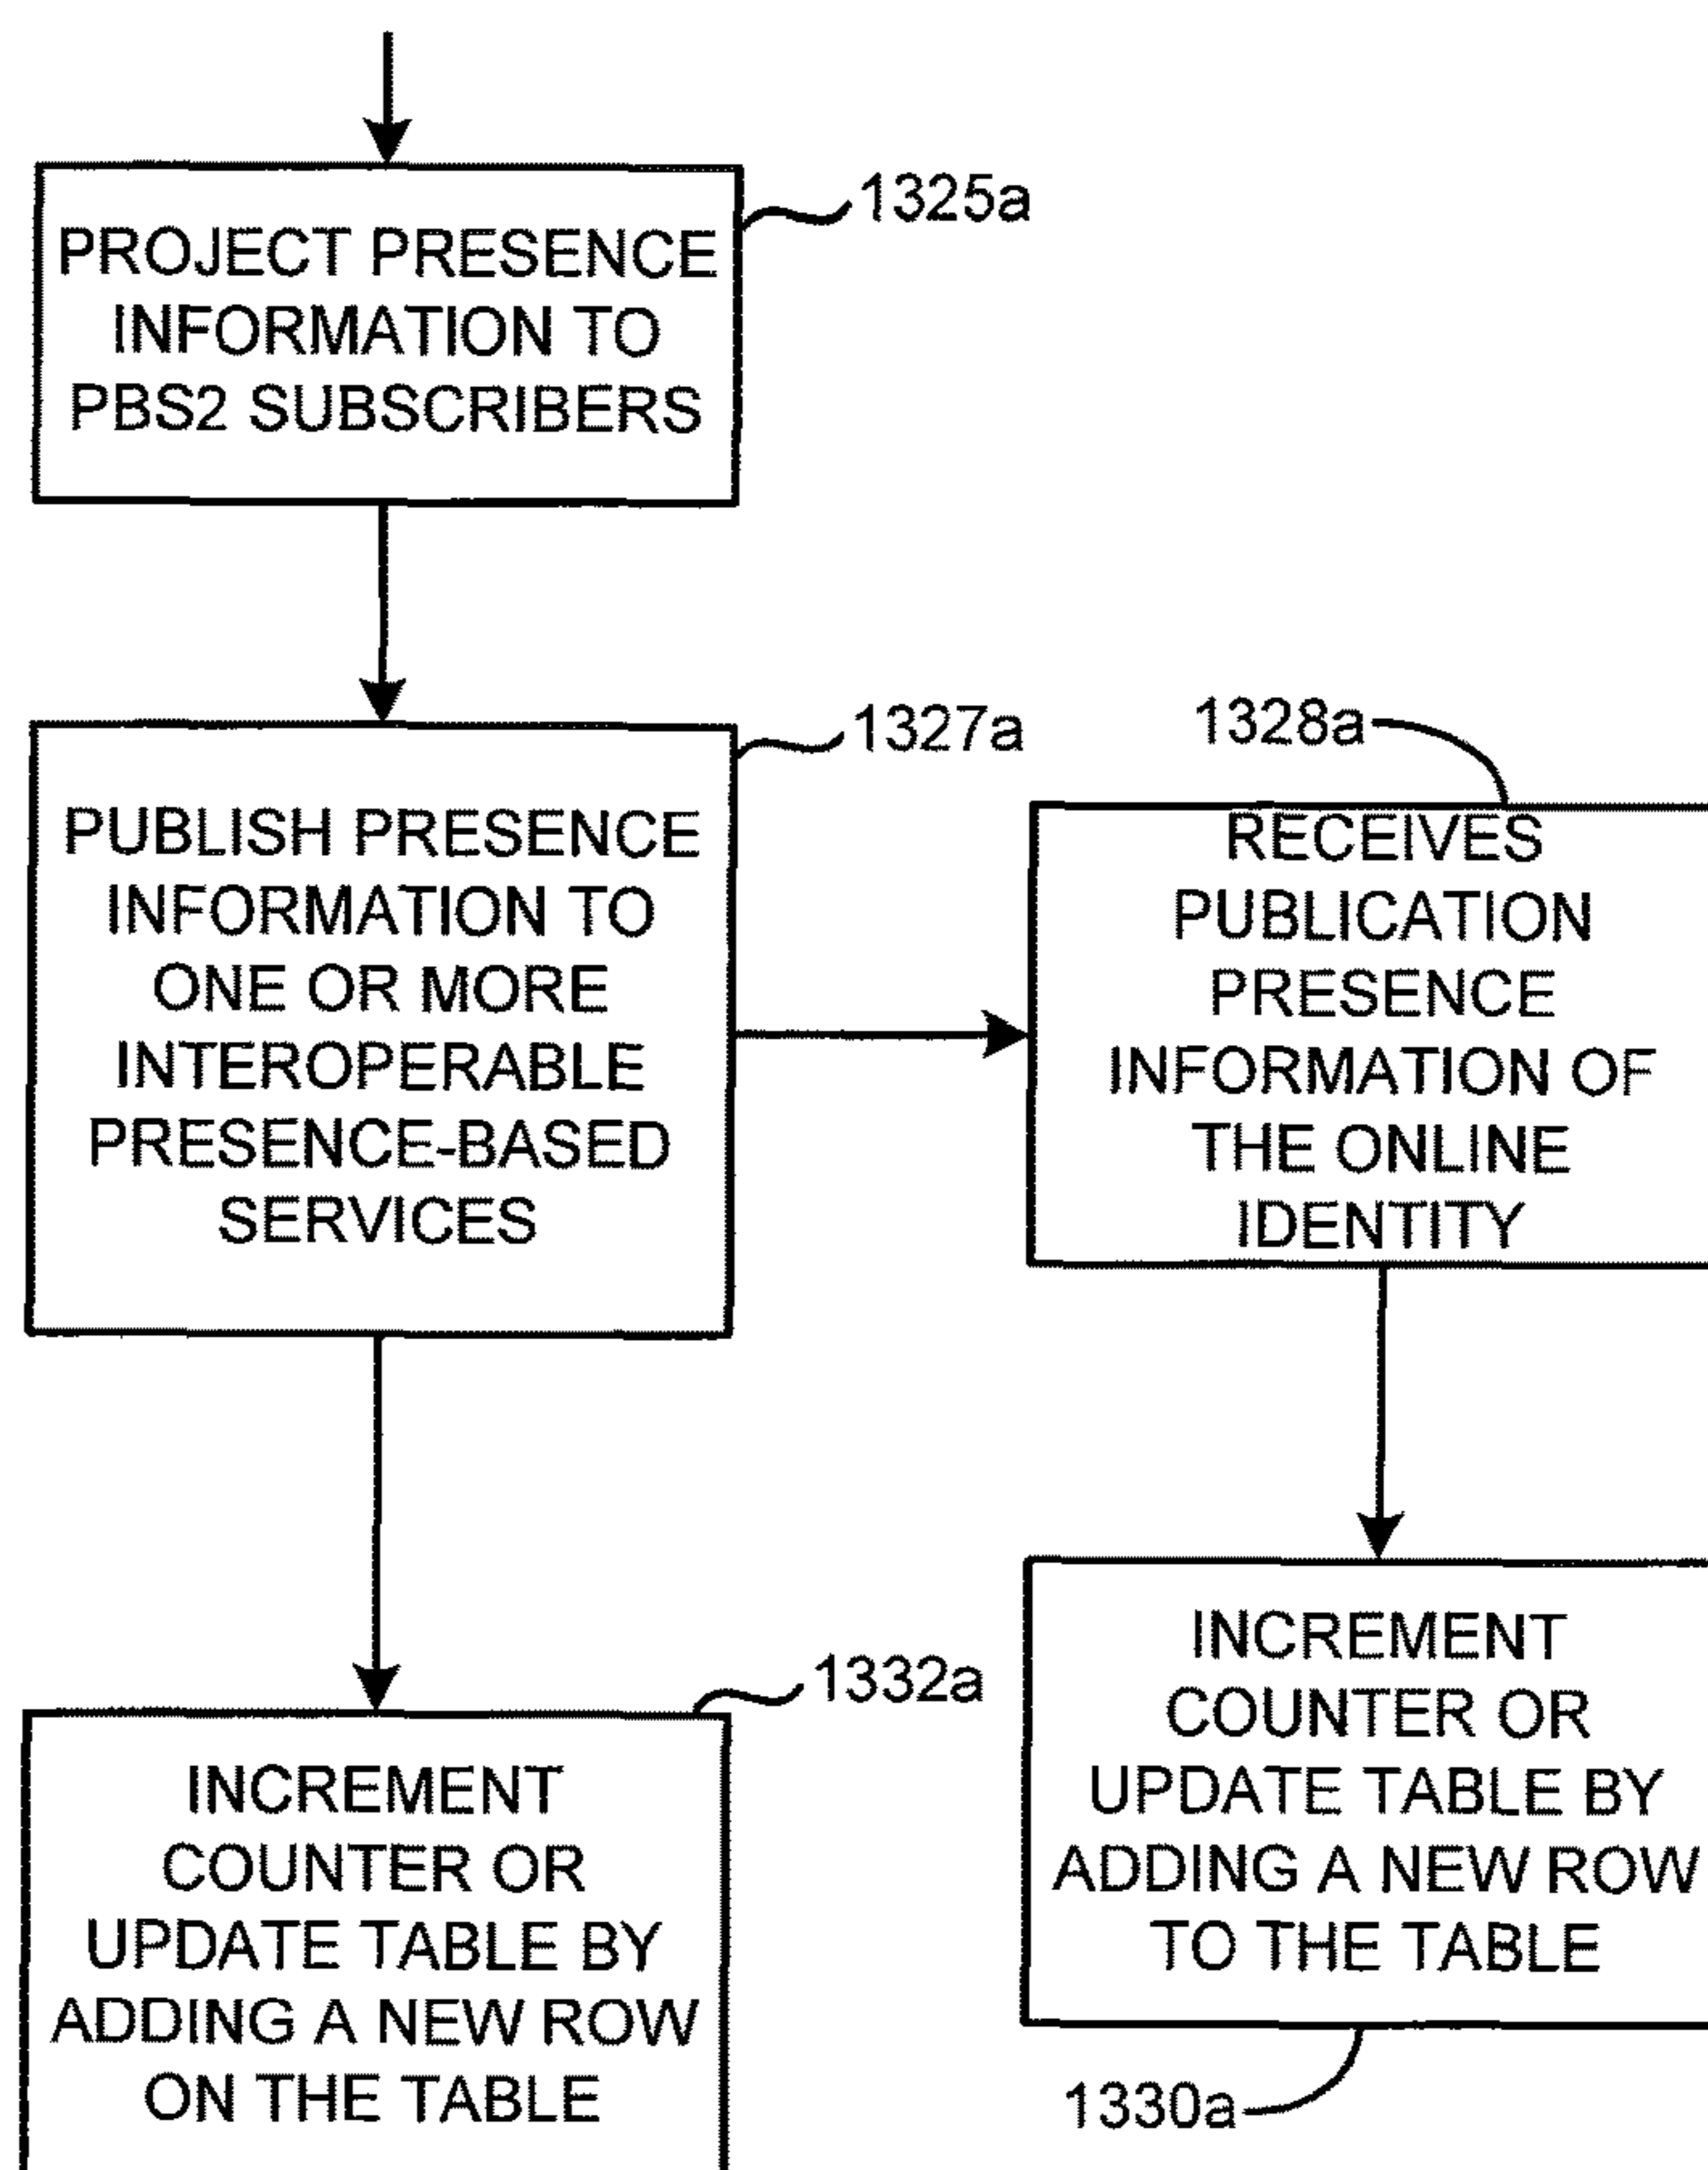 1325a
PROJECT PRESENCE
INFORMATION TO
PBS2 SUBSCRIBERS
1327a
PUBLISH PRESENCE
INFORMATION TO
ONE OR MORE
INTEROPERABLE
PRESENCE-BASED
SERVICES
1328a
RECEIVES
PUBLICATION
PRESENCE
INFORMATION OF
THE ONLINE
IDENTITY
1332a
INCREMENT
COUNTER OR
UPDATE TABLE BY
ADDING A NEW ROW
ON THE TABLE
INCREMENT
COUNTER OR
UPDATE TABLE BY
ADDING A NEW ROW
TO THE TABLE
1330a